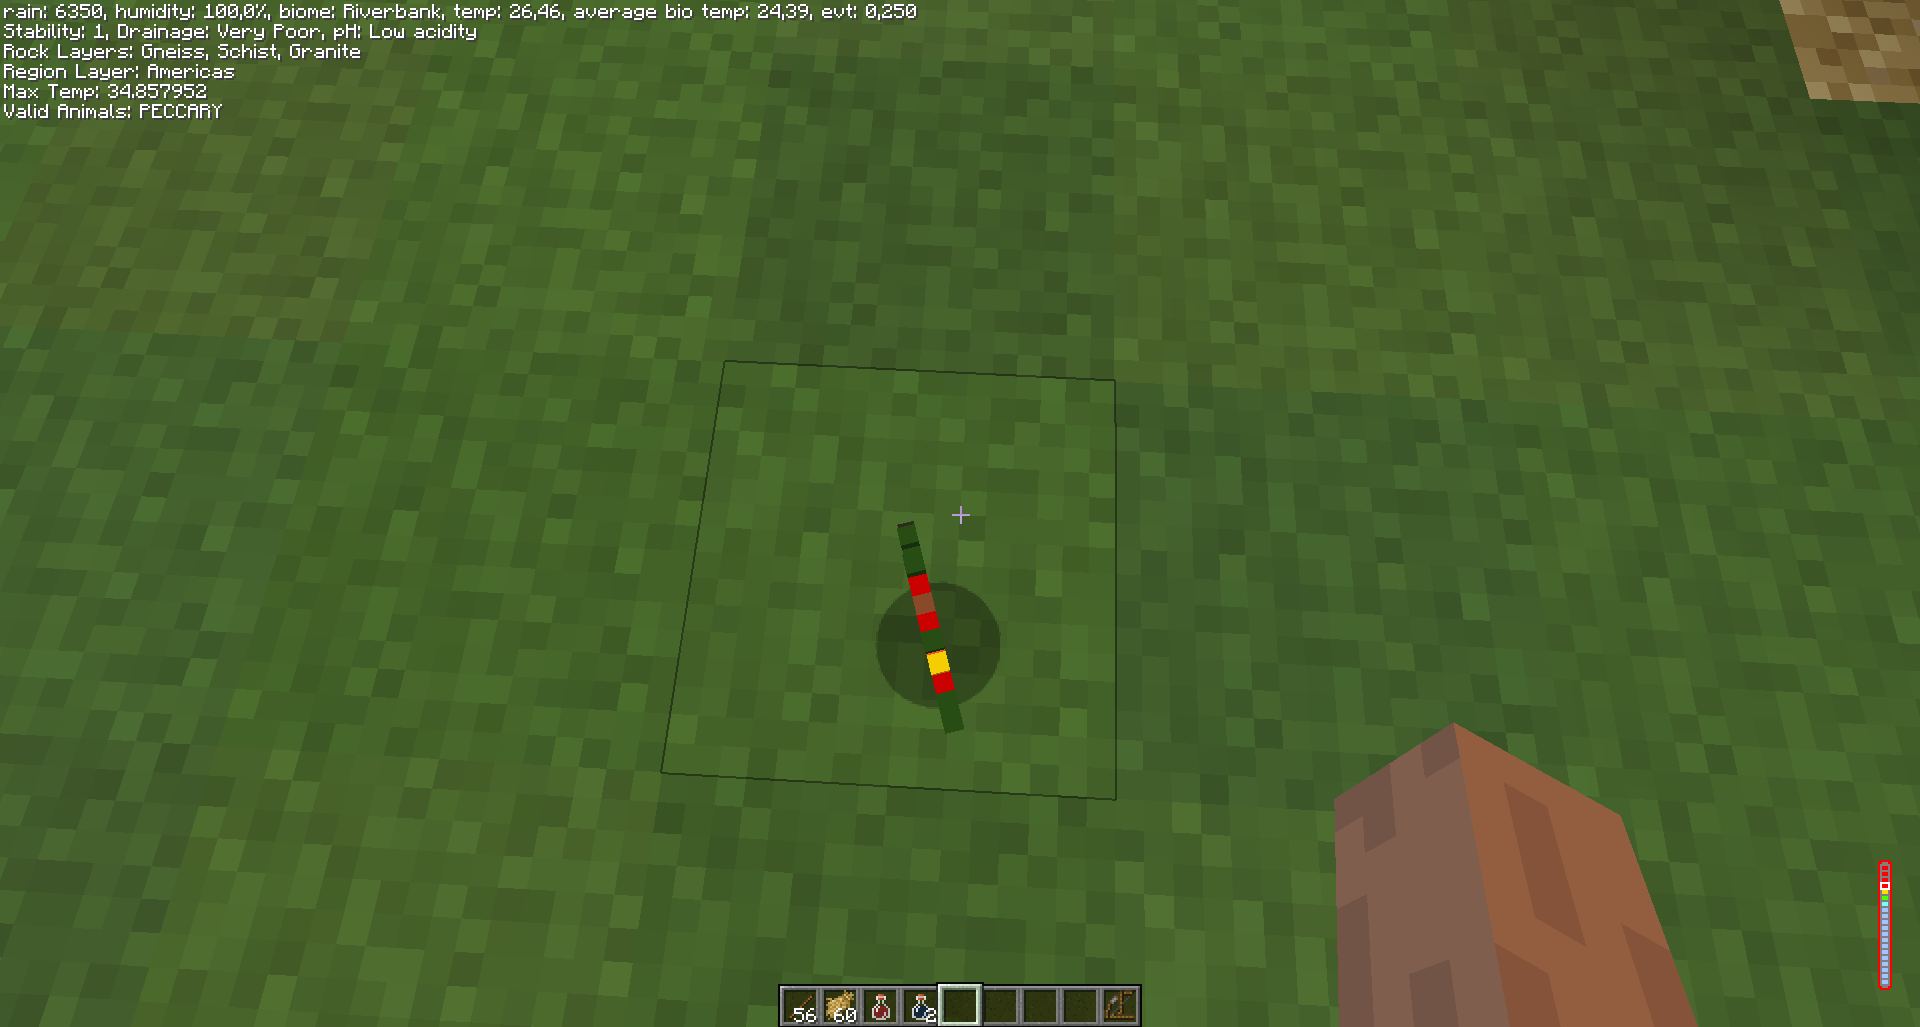 rain: 6350, humidity: 100,0%, biome: Riverbank, temp: 26,46, average bio temp: 24,39, evt: 0,250
Stability: 1, Drainage: Very Poor, pH: Low acidity
Rock Layers: Gneiss, Schist, Granite
Region Layer: Americas
Max Temp: 34.857952
Valid Animals: PECCARY
56 60 2